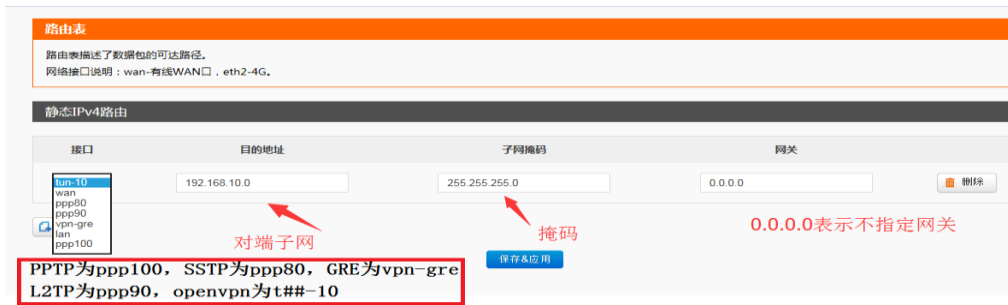 路由表
路由表描述了数据包的可达路径。
网络接口说明：wan-有线WAN口，eth2-4G。
静态IPv4路由
接口 目的地址 子网掩码 网关
tun-10 192.168.10.0 255.255.255.0 0.0.0.0 删除
wan
ppp80
ppp90
vpn-gre
lan
ppp100
对端子网
掩码
0.0.0.0表示不指定网关
保存&应用
PPTP为ppp100，SSTP为ppp80，GRE为vpn-gre
L2TP为ppp90，openvpn为t##-10